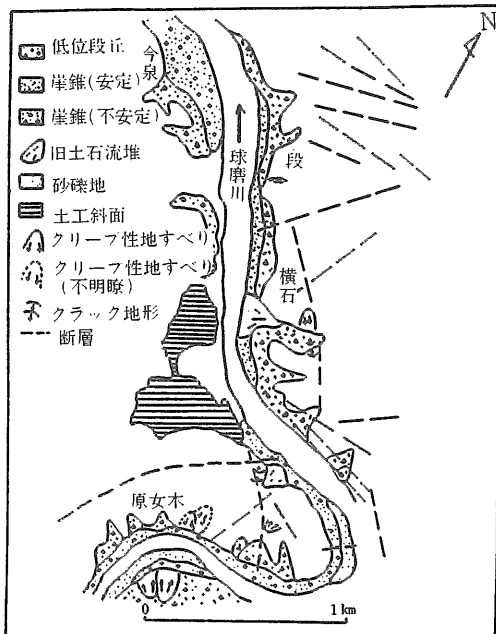 低位段丘
崖錐(安定)
崖錐(不安定)
旧土石流堆
砂礫地
土工斜面
クリープ性地すべり
クリープ性地すべり
(不明瞭)
クラック地形
断層
今泉
球磨川
段
横石
原女木
N
0 1km